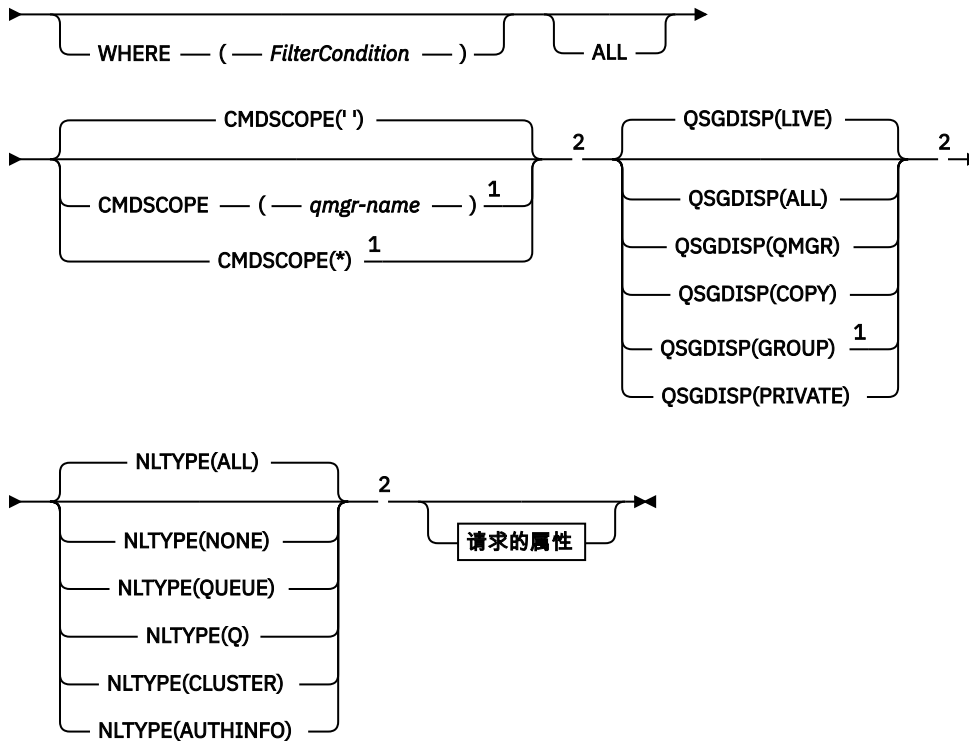 WHERE ( FilterCondition ) ALL
CMDSCOPE(' ') 2 QSGDISP(LIVE) 2
CMDSCOPE ( qmgr-name ) 1 QSGDISP(ALL)
CMDSCOPE(*) 1 QSGDISP(QMGR)
QSGDISP(COPY)
QSGDISP(GROUP) 1
QSGDISP(PRIVATE)
NLTYPE(ALL) 2
NLTYPE(NONE) 请求的属性
NLTYPE(QUEUE)
NLTYPE(Q)
NLTYPE(CLUSTER)
NLTYPE(AUTHINFO)